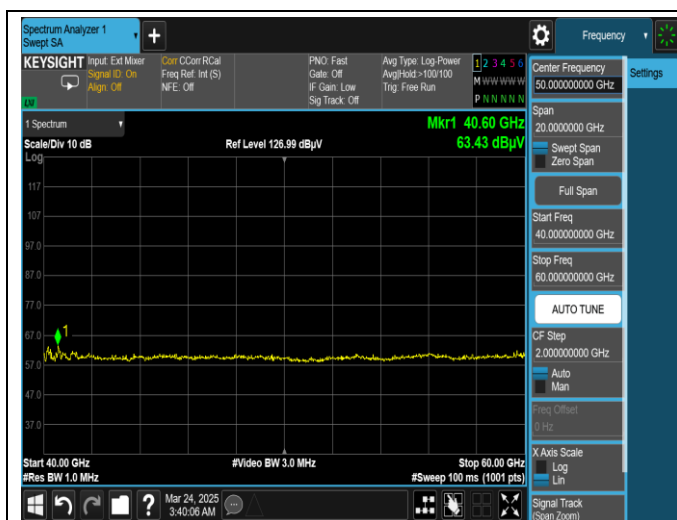 Spectrum Analyzer 1
Swept SA
Frequency
KEYSIGHT
Input: Ext Mixer
Signal ID: On
Align: Off
Corr CCorr RCal
Freq Ref: Int (S)
NFE: Off
PNO: Fast
Gate: Off
IF Gain: Low
Sig Track: Off
Avg Type: Log-Power
Avg|Hold:>100/100
Trig: Free Run
1 2 3 4 5 6
M W W W W W
P N N N N N
Settings
1 Spectrum
Scale/Div 10 dB
Ref Level 126.99 dBµV
Mkr1 40.60 GHz
63.43 dBµV
Log
117
107
97.0
87.0
77.0
67.0
57.0
47.0
37.0
1
Start 40.00 GHz
#Res BW 1.0 MHz
#Video BW 3.0 MHz
Stop 60.00 GHz
#Sweep 100 ms (1001 pts)
Center Frequency
50.000000000 GHz
Span
20.0000000 GHz
Swept Span
Zero Span
Full Span
Start Freq
40.000000000 GHz
Stop Freq
60.000000000 GHz
AUTO TUNE
CF Step
2.000000000 GHz
Auto
Man
Freq Offset
0 Hz
X Axis Scale
Log
Lin
Signal Track
(Span Zoom)
?
Mar 24, 2025
3:40:06 AM